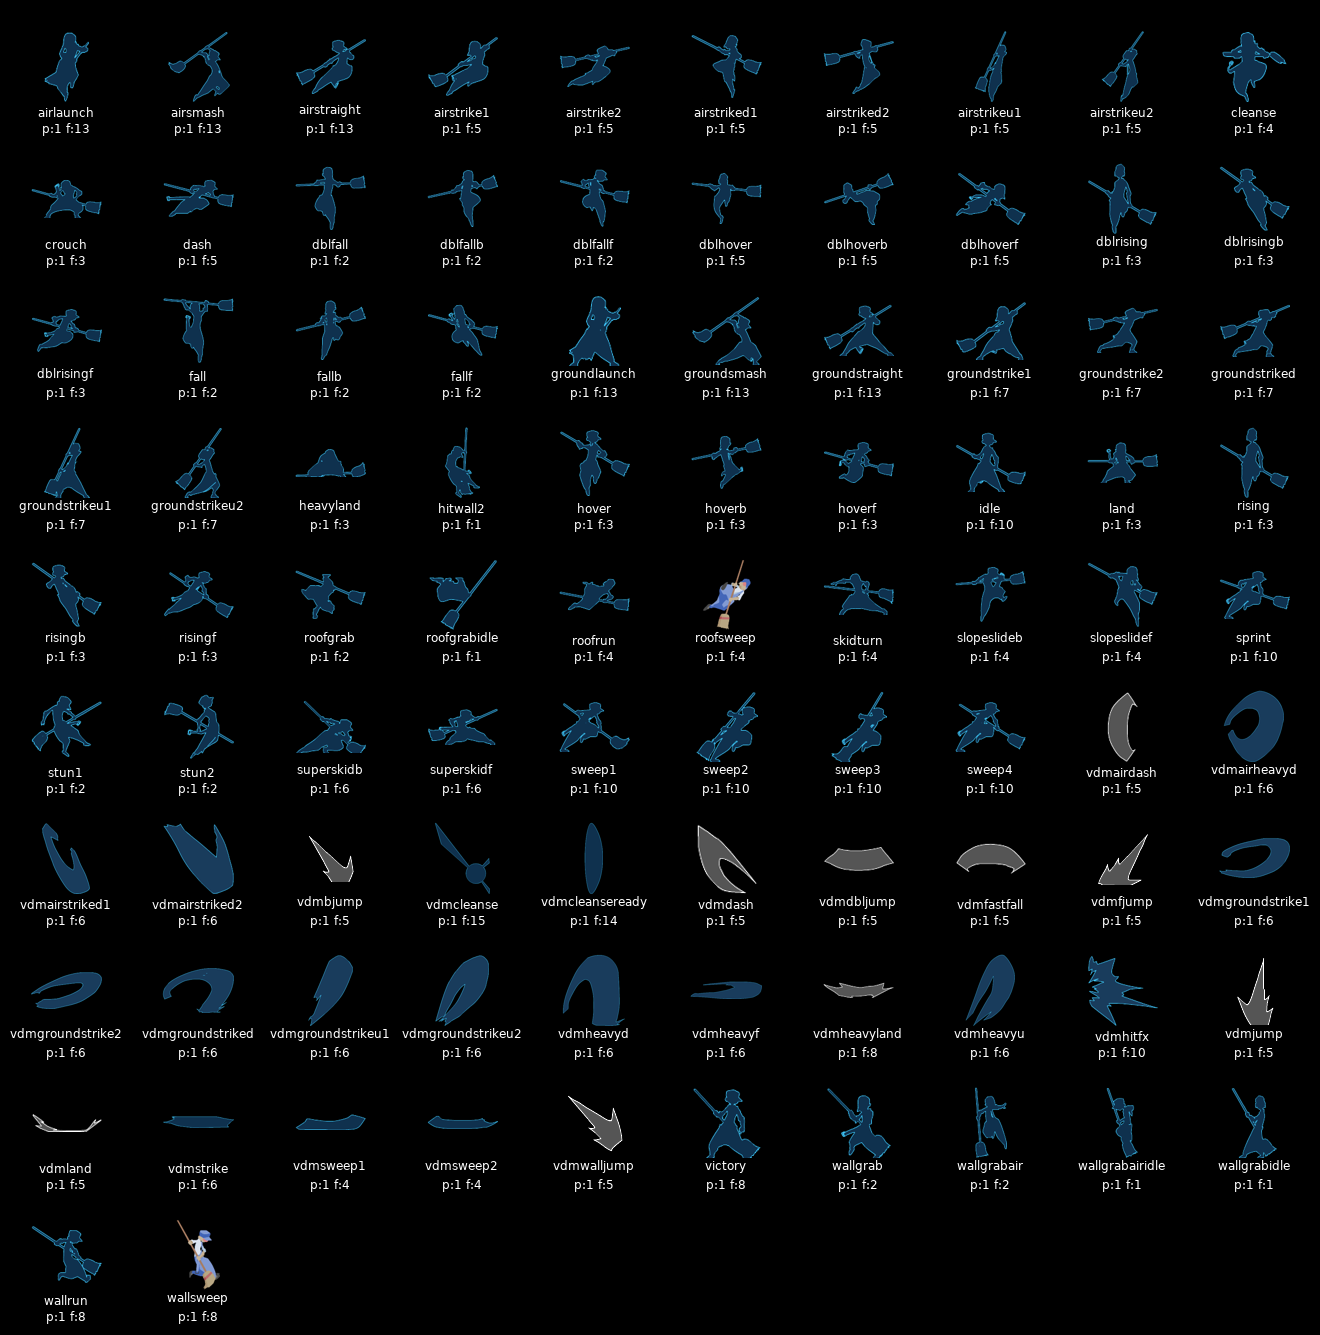 airlaunch airsmash airstraight airstrike1 airstrike2 airstriked1 airstriked2 airstrikeu1 airstrikeu2 cleanse
p:1 f:13 p:1 f:13 p:1 f:13 p:1 f:5 p:1 f:5 p:1 f:5 p:1 f:5 p:1 f:5 p:1 f:5 p:1 f:4
crouch dash dblfall dblfallb dblfallf dblhover dblhoverb dblhoverf dblrising dblrisingb
p:1 f:3 p:1 f:5 p:1 f:2 p:1 f:2 p:1 f:2 p:1 f:5 p:1 f:5 p:1 f:5 p:1 f:3 p:1 f:3
dblrisingf fall fallb fallf groundlaunch groundsmash groundstraight groundstrike1 groundstrike2 groundstriked
p:1 f:3 p:1 f:2 p:1 f:2 p:1 f:2 p:1 f:13 p:1 f:13 p:1 f:13 p:1 f:7 p:1 f:7 p:1 f:7
groundstrikeu1 groundstrikeu2 heavyland hitwall2 hover hoverb hoverf idle land rising
p:1 f:7 p:1 f:7 p:1 f:3 p:1 f:1 p:1 f:3 p:1 f:3 p:1 f:3 p:1 f:10 p:1 f:3 p:1 f:3
risingb risingf roofgrab roofgrabidle roofrun roofsweep skidturn slopeslideb slopeslidef sprint
p:1 f:3 p:1 f:3 p:1 f:2 p:1 f:1 p:1 f:4 p:1 f:4 p:1 f:4 p:1 f:4 p:1 f:4 p:1 f:10
stun1 stun2 superskidb superskidf sweep1 sweep2 sweep3 sweep4 vdmairdash vdmairheavyd
p:1 f:2 p:1 f:2 p:1 f:6 p:1 f:6 p:1 f:10 p:1 f:10 p:1 f:10 p:1 f:10 p:1 f:5 p:1 f:6
vdmairstriked1 vdmairstriked2 vdmbjump vdmcleanse vdmcleanseready vdmdash vdmdbljump vdmfastfall vdmfjump vdmgroundstrike1
p:1 f:6 p:1 f:6 p:1 f:5 p:1 f:15 p:1 f:14 p:1 f:5 p:1 f:5 p:1 f:5 p:1 f:5 p:1 f:6
vdmgroundstrike2 vdmgroundstriked vdmgroundstrikeu1 vdmgroundstrikeu2 vdmheavyd vdmheavyf vdmheavyland vdmheavyu vdmhitfx vdmjump
p:1 f:6 p:1 f:6 p:1 f:6 p:1 f:6 p:1 f:6 p:1 f:6 p:1 f:8 p:1 f:6 p:1 f:10 p:1 f:5
vdmland vdmstrike vdmsweep1 vdmsweep2 vdmwalljump victory wallgrab wallgrabair wallgrabairidle wallgrabidle
p:1 f:5 p:1 f:6 p:1 f:4 p:1 f:4 p:1 f:5 p:1 f:8 p:1 f:2 p:1 f:2 p:1 f:1 p:1 f:1
wallrun wallsweep
p:1 f:8 p:1 f:8